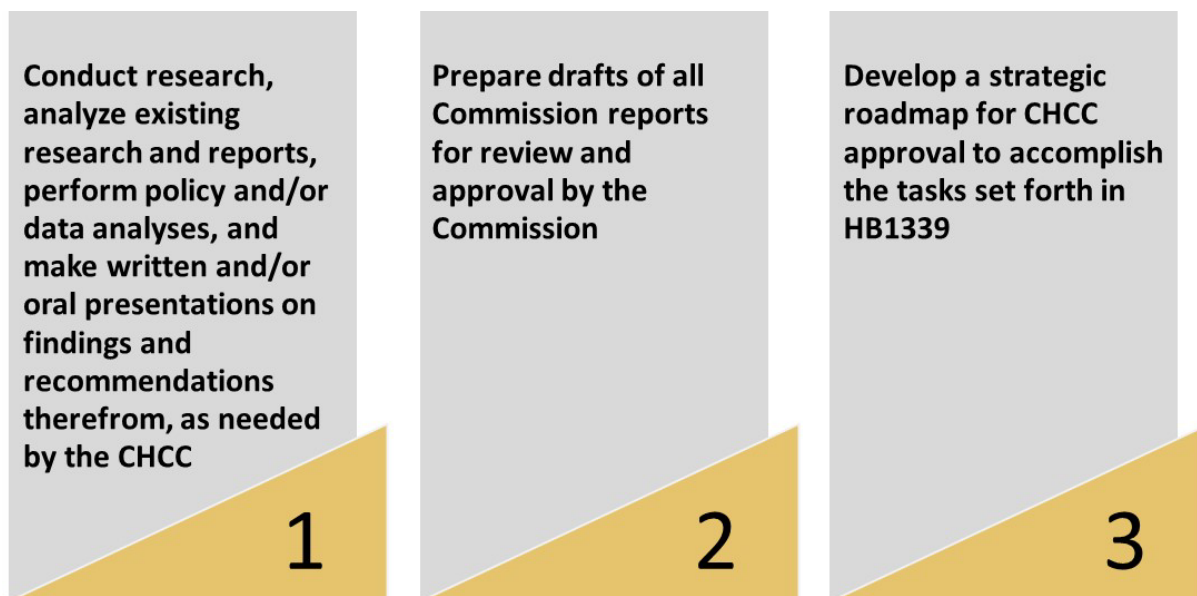 Conduct research,
analyze existing
research and reports,
perform policy and/or
data analyses, and
make written and/or
oral presentations on
findings and
recommendations
therefrom, as needed
by the CHCC
1
Prepare drafts of all
Commission reports
for review and
approval by the
Commission
2
Develop a strategic
roadmap for CHCC
approval to accomplish
the tasks set forth in
HB1339
3